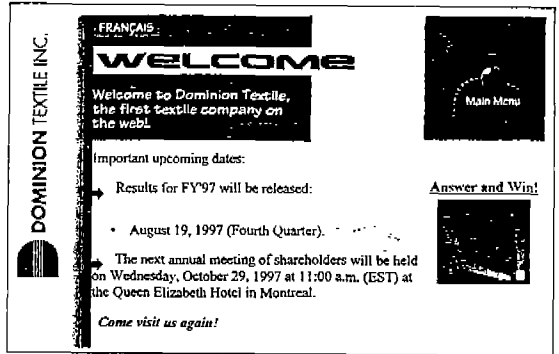 DOMINION TEXTILE INC.
FRANÇAIS
WELCOME
Welcome to Dominion Textile,
the first textile company on
the web!
Main Menu
Important upcoming dates:
Results for FY'97 will be released:
• August 19, 1997 (Fourth Quarter).
The next annual meeting of shareholders will be held
on Wednesday, October 29, 1997 at 11:00 a.m. (EST) at
the Queen Elizabeth Hotel in Montreal.
Come visit us again!
Answer and Win!